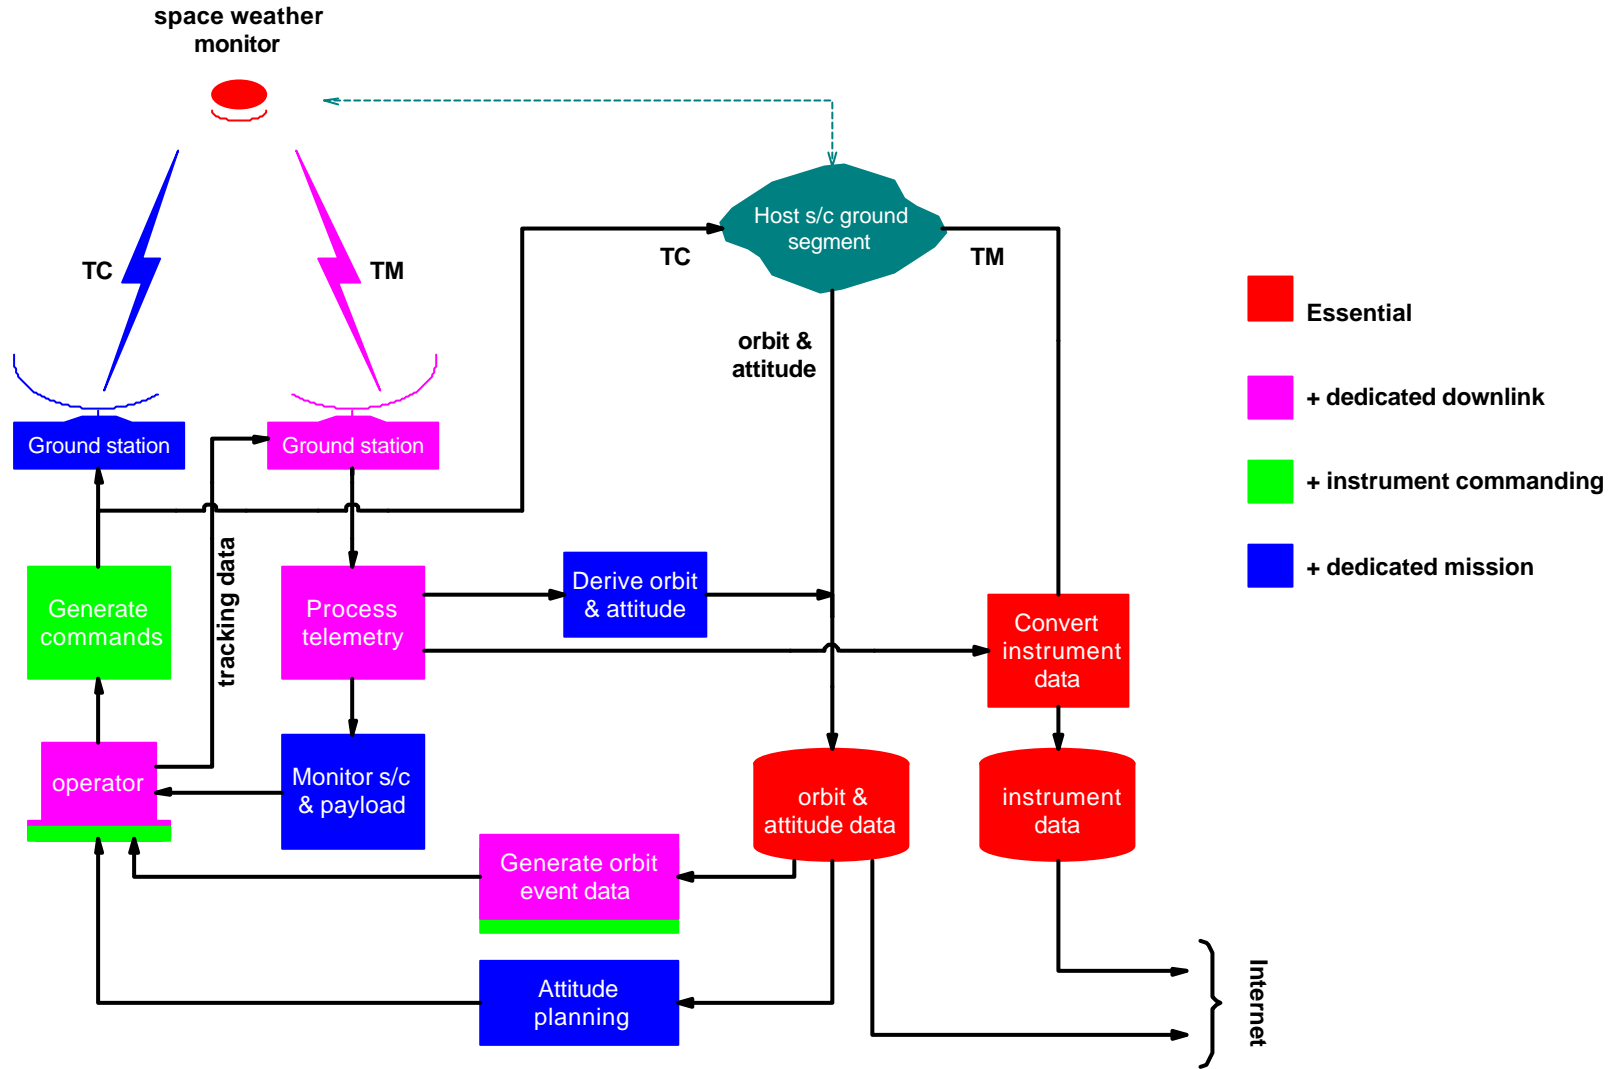 space weather
monitor
Host s/c ground
segment
TC
TM
TC
TM
orbit &
attitude
Essential
+ dedicated downlink
+ instrument commanding
+ dedicated mission
Ground station
Ground station
tracking data
Generate
commands
Process
telemetry
Derive orbit
& attitude
Convert
instrument
data
operator
Monitor s/c
& payload
orbit &
attitude data
instrument
data
Generate orbit
event data
Attitude
planning
Internet